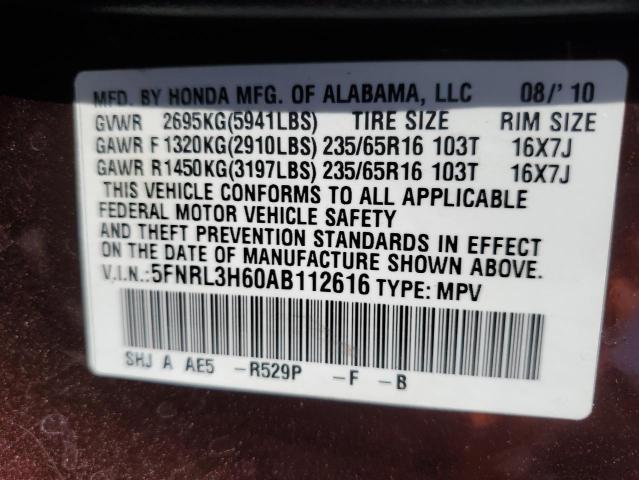 MFD. BY HONDA MFG. OF ALABAMA, LLC 08/' 10
GVWR 2695KG(5941LBS) TIRE SIZE RIM SIZE
GAWR F 1320KG(2910LBS) 235/65R16 103T 16X7J
GAWR R1450KG(3197LBS) 235/65R16 103T 16X7J
THIS VEHICLE CONFORMS TO ALL APPLICABLE
FEDERAL MOTOR VEHICLE SAFETY
AND THEFT PREVENTION STANDARDS IN EFFECT
ON THE DATE OF MANUFACTURE SHOWN ABOVE.
V.I.N.: 5FNRL3H60AB112616 TYPE: MPV
SHJ A AE5 -R529P -F -B